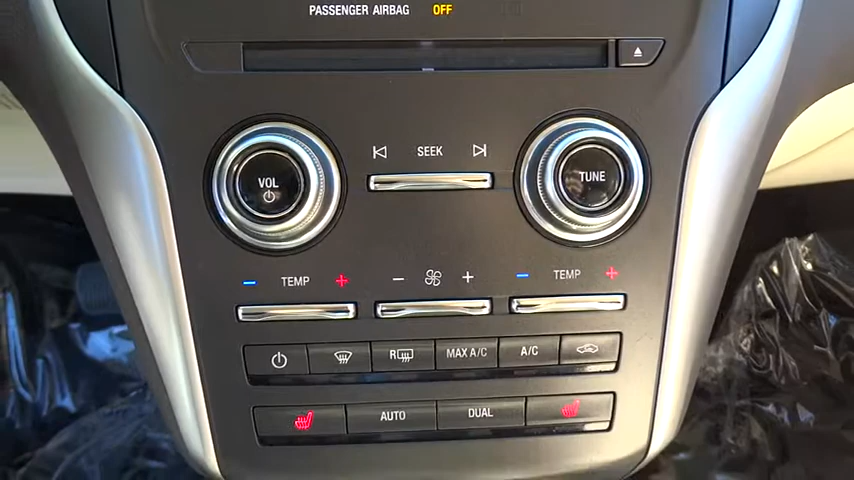 PASSENGER AIRBAG OFF
SEEK
VOL
TUNE
TEMP + - + TEMP +
R MAX A/C A/C
AUTO DUAL